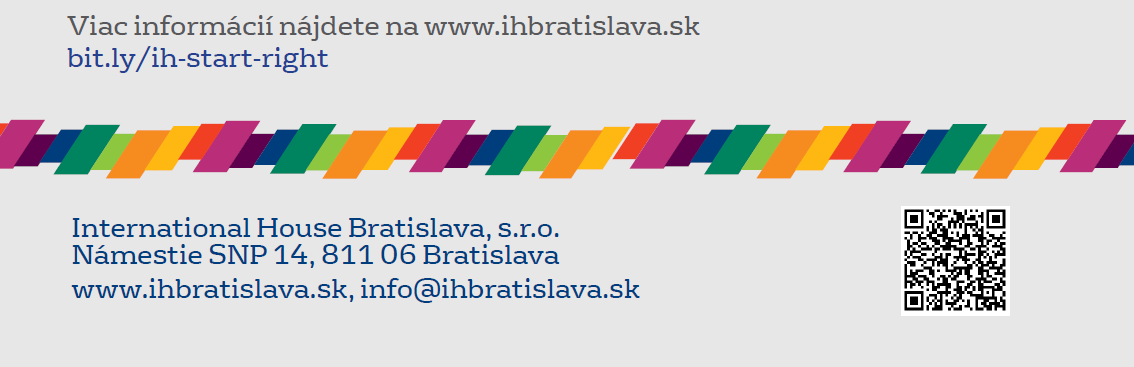 Viac informácií nájdete na www.ihbratislava.sk
bit.ly/ih-start-right
International House Bratislava, s.r.o.
Námestie SNP 14, 811 06 Bratislava
www.ihbratislava.sk, info@ihbratislava.sk